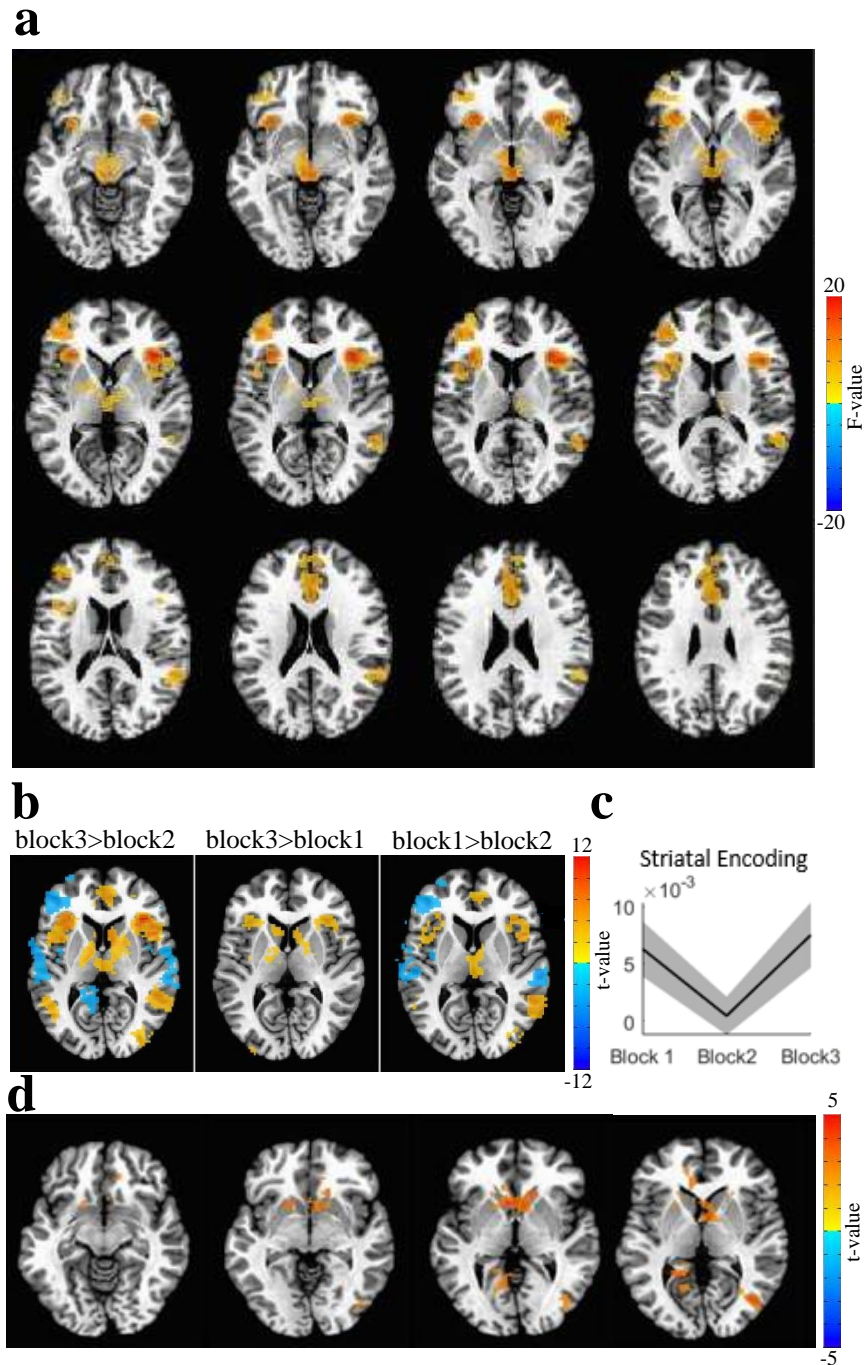 a
20
F-value
-20
b
block3>block2
block3>block1
block1>block2
12
t-value
-12
c
Striatal Encoding
×10⁻³
10
5
0
Block 1 Block2 Block3
d
5
t-value
-5